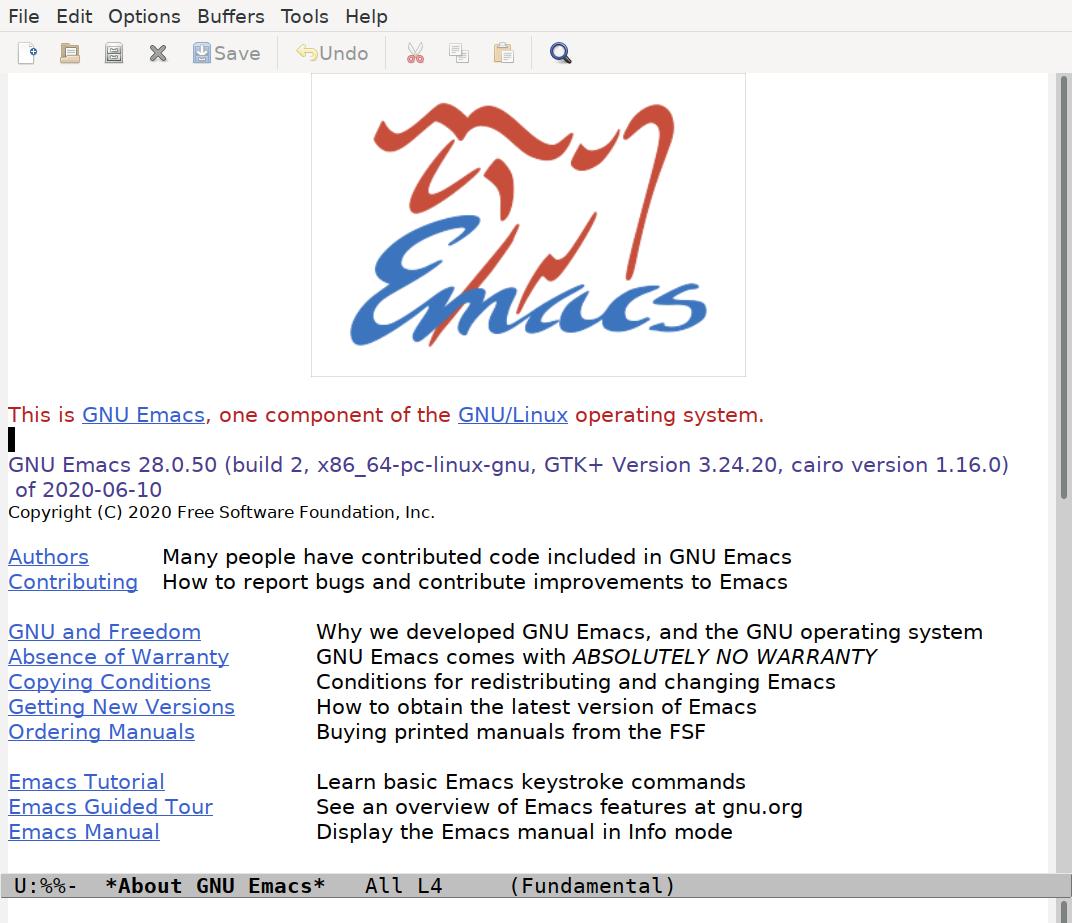 File Edit Options Buffers Tools Help
Save Undo
Emacs
This is GNU Emacs, one component of the GNU/Linux operating system.
GNU Emacs 28.0.50 (build 2, x86_64-pc-linux-gnu, GTK+ Version 3.24.20, cairo version 1.16.0)
of 2020-06-10
Copyright (C) 2020 Free Software Foundation, Inc.
Authors Many people have contributed code included in GNU Emacs
Contributing How to report bugs and contribute improvements to Emacs
GNU and Freedom Why we developed GNU Emacs, and the GNU operating system
Absence of Warranty GNU Emacs comes with ABSOLUTELY NO WARRANTY
Copying Conditions Conditions for redistributing and changing Emacs
Getting New Versions How to obtain the latest version of Emacs
Ordering Manuals Buying printed manuals from the FSF
Emacs Tutorial Learn basic Emacs keystroke commands
Emacs Guided Tour See an overview of Emacs features at gnu.org
Emacs Manual Display the Emacs manual in Info mode
U:%%- *About GNU Emacs* All L4 (Fundamental)